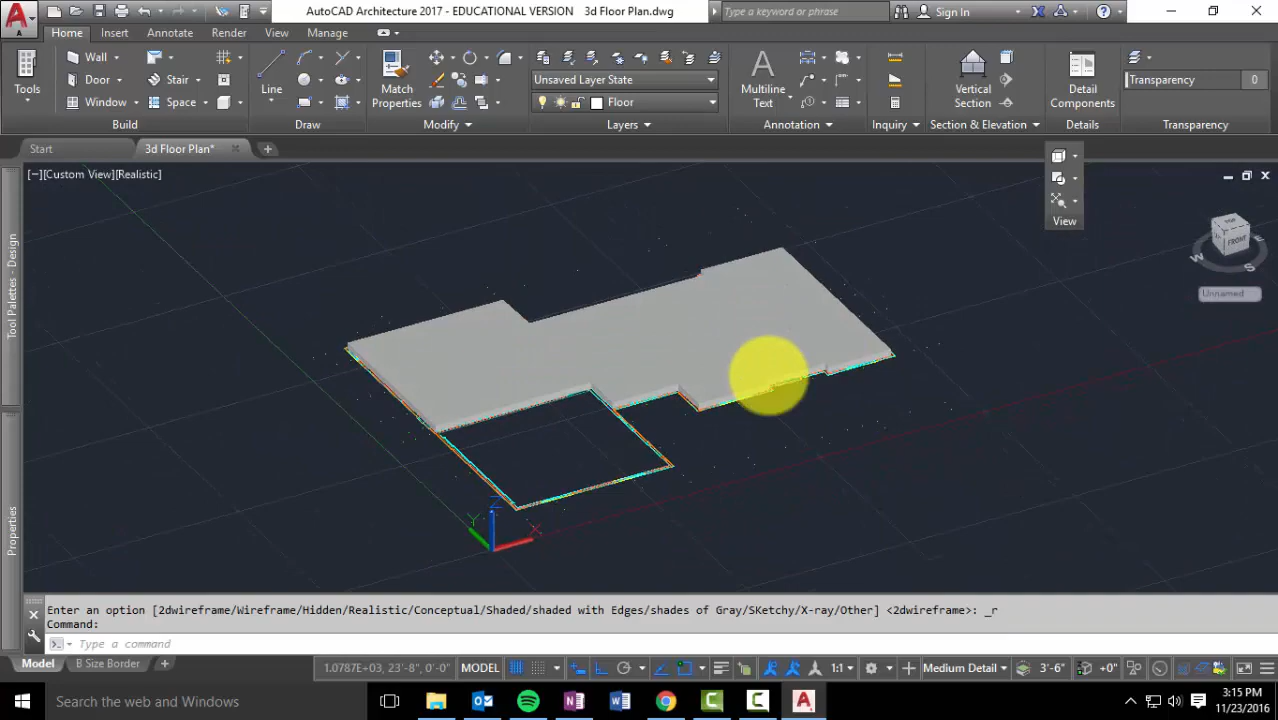 AutoCAD Architecture 2017 - EDUCATIONAL VERSION 3d Floor Plan.dwg
Type a keyword or phrase
Sign In
Home Insert Annotate Render View Manage
Tools
Wall
Door
Window
Stair
Space
Build
Line
Draw
Match
Properties
Modify
Unsaved Layer State
Floor
Layers
Multiline
Text
Annotation
Inquiry
Vertical
Section
Section & Elevation
Detail
Components
Details
Transparency 0
Transparency
Start
3d Floor Plan*
[−][Custom View][Realistic]
View
TOP
FRONT
E
W
S
Unnamed
Tool Palettes - Design
Properties
Z
Y
X
Enter an option [2dwireframe/Wireframe/Hidden/Realistic/Conceptual/Shaded/shaded with Edges/shades of Gray/SKetchy/X-ray/Other] <2dwireframe>: _r
Command:
Type a command
Model
B Size Border
1.0787E+03, 23'-8", 0'-0"
MODEL
1:1
Medium Detail
3'-6"
+0"
Search the web and Windows
3:15 PM
11/23/2016